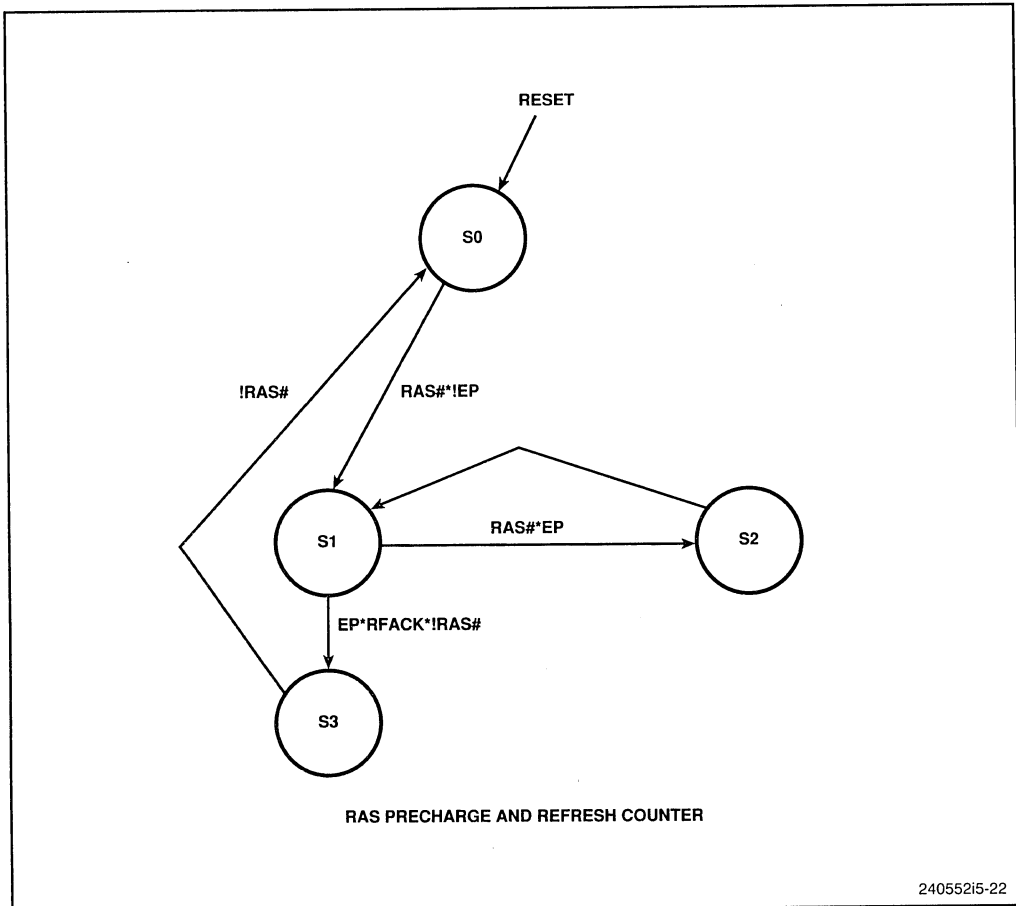 RESET
S0
!RAS#
RAS#*!EP
RAS#*EP
S1
S2
EP*RFACK*!RAS#
S3
RAS PRECHARGE AND REFRESH COUNTER
240552i5-22